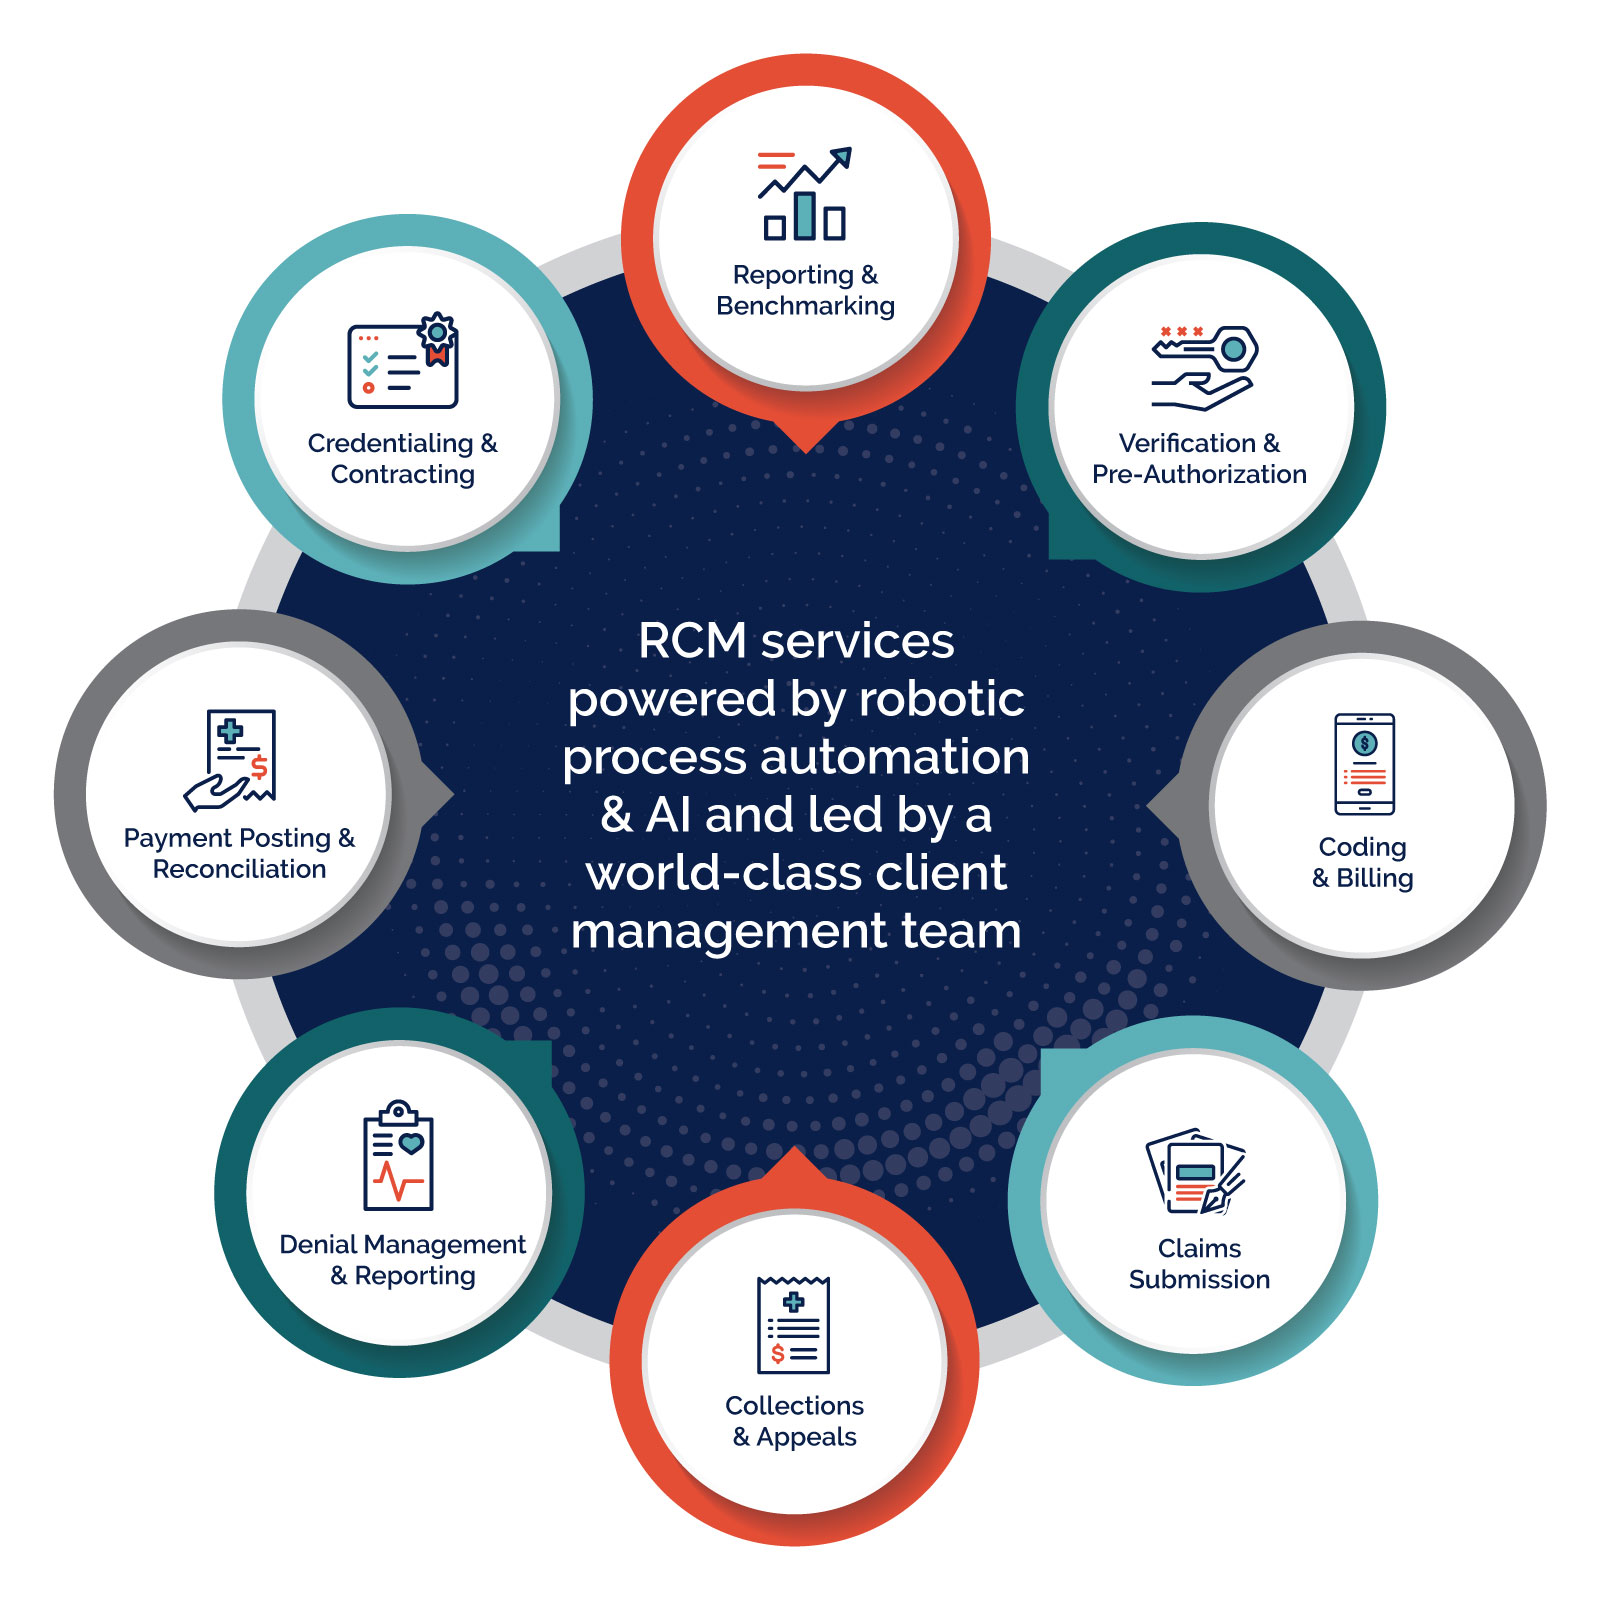 Reporting &
Benchmarking
Verification &
Pre-Authorization
Coding
& Billing
Claims
Submission
Collections
& Appeals
Denial Management
& Reporting
Payment Posting &
Reconciliation
Credentialing &
Contracting
RCM services
powered by robotic
process automation
& AI and led by a
world-class client
management team